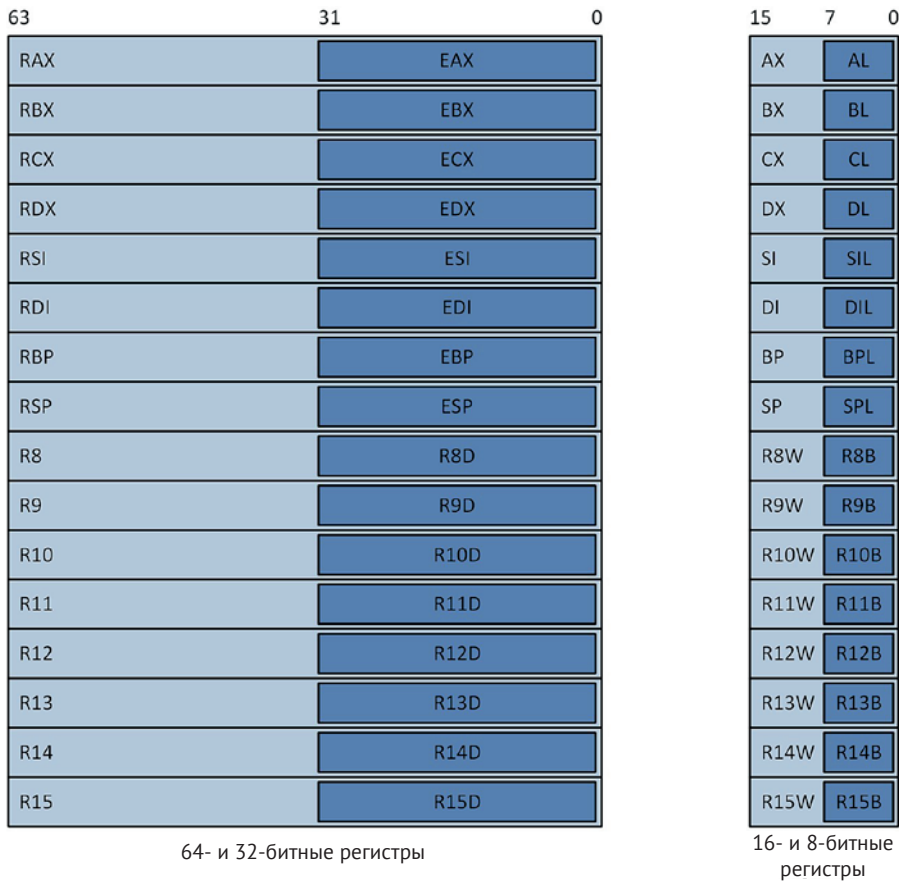 63 31 0 15 7 0
RAX EAX AX AL
RBX EBX BX BL
RCX ECX CX CL
RDX EDX DX DL
RSI ESI SI SIL
RDI EDI DI DIL
RBP EBP BP BPL
RSP ESP SP SPL
R8 R8D R8W R8B
R9 R9D R9W R9B
R10 R10D R10W R10B
R11 R11D R11W R11B
R12 R12D R12W R12B
R13 R13D R13W R13B
R14 R14D R14W R14B
R15 R15D R15W R15B
64- и 32-битные регистры
16- и 8-битные
регистры